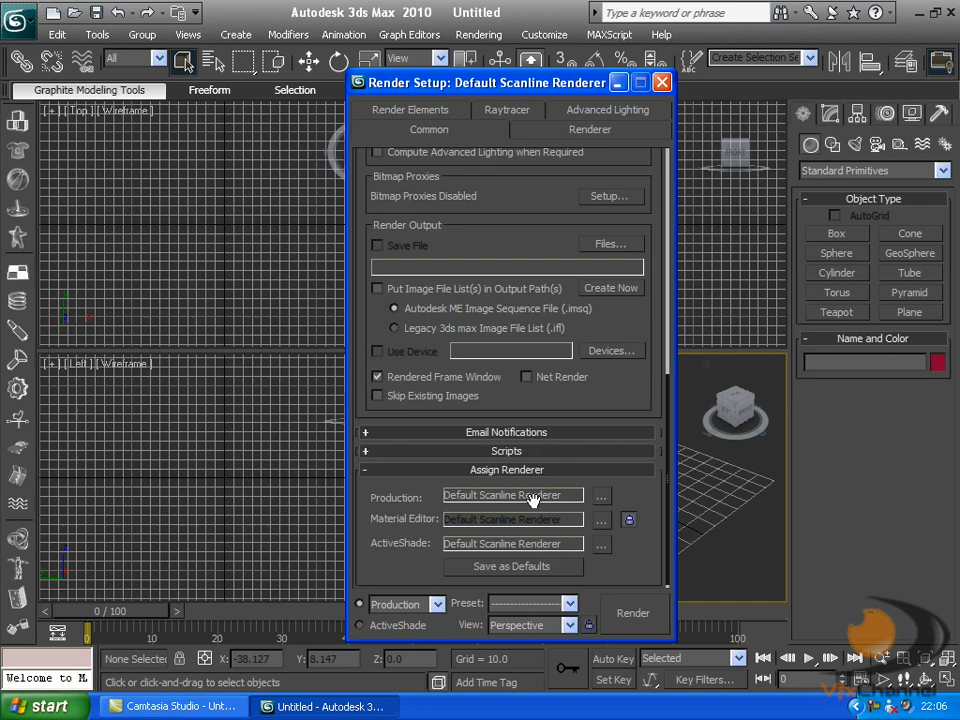 Autodesk 3ds Max 2010 Untitled
Type a keyword or phrase
Edit Tools Group Views Create Modifiers Animation Graph Editors Rendering Customize MAXScript Help
All View Create Selection Se
Graphite Modeling Tools Freeform Selection
[ + ] [ Top ] [ Wireframe ]
FRONT
[ + ] [ Left ] [ Wireframe ]
Render Setup: Default Scanline Renderer
Render Elements Raytracer Advanced Lighting
Common Renderer
Compute Advanced Lighting when Required
Bitmap Proxies
Bitmap Proxies Disabled Setup...
Render Output
Save File Files...
Put Image File List(s) in Output Path(s) Create Now
Autodesk ME Image Sequence File (.imsq)
Legacy 3ds max Image File List (.ifl)
Use Device Devices...
Rendered Frame Window Net Render
Skip Existing Images
+ Email Notifications
+ Scripts
- Assign Renderer
Production: Default Scanline Renderer ...
Material Editor: Default Scanline Renderer ...
ActiveShade: Default Scanline Renderer ...
Save as Defaults
Production Preset: --------------------
ActiveShade View: Perspective
Render
Standard Primitives
- Object Type
AutoGrid
Box Cone
Sphere GeoSphere
Cylinder Tube
Torus Pyramid
Teapot Plane
- Name and Color
< 0 / 100 >
0 10 20 30 100
None Selected X: -38.127 Y: 8.147 Z: 0.0 Grid = 10.0 Auto Key Selected
Welcome to M Click or click-and-drag to select objects Add Time Tag Set Key Key Filters... 0
VfxChannel
start Camtasia Studio - Unt... Untitled - Autodesk 3... 22:06